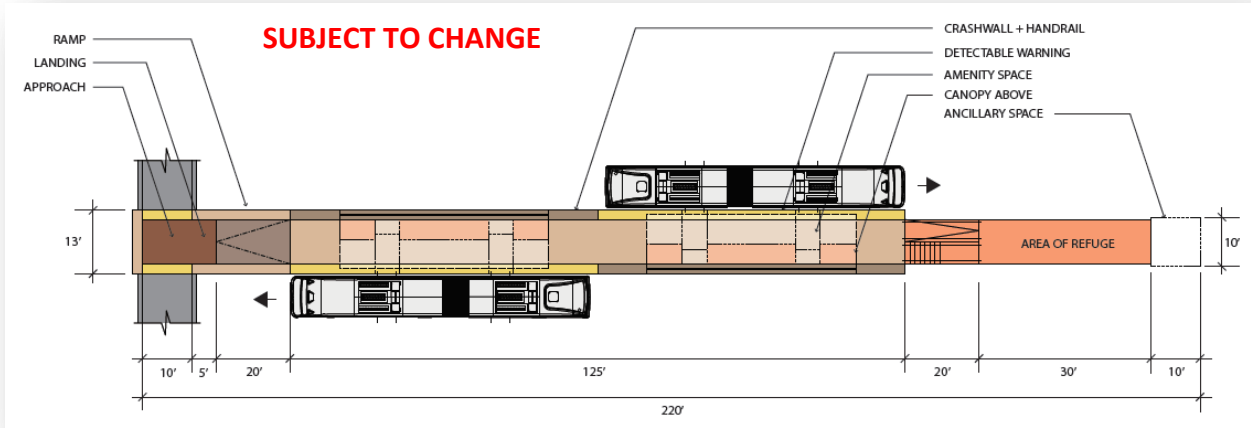 SUBJECT TO CHANGE
RAMP
LANDING
APPROACH
CRASHWALL + HANDRAIL
DETECTABLE WARNING
AMENITY SPACE
CANOPY ABOVE
ANCILLARY SPACE
13'
AREA OF REFUGE
10'
10'
5'
20'
125'
20'
30'
10'
220'